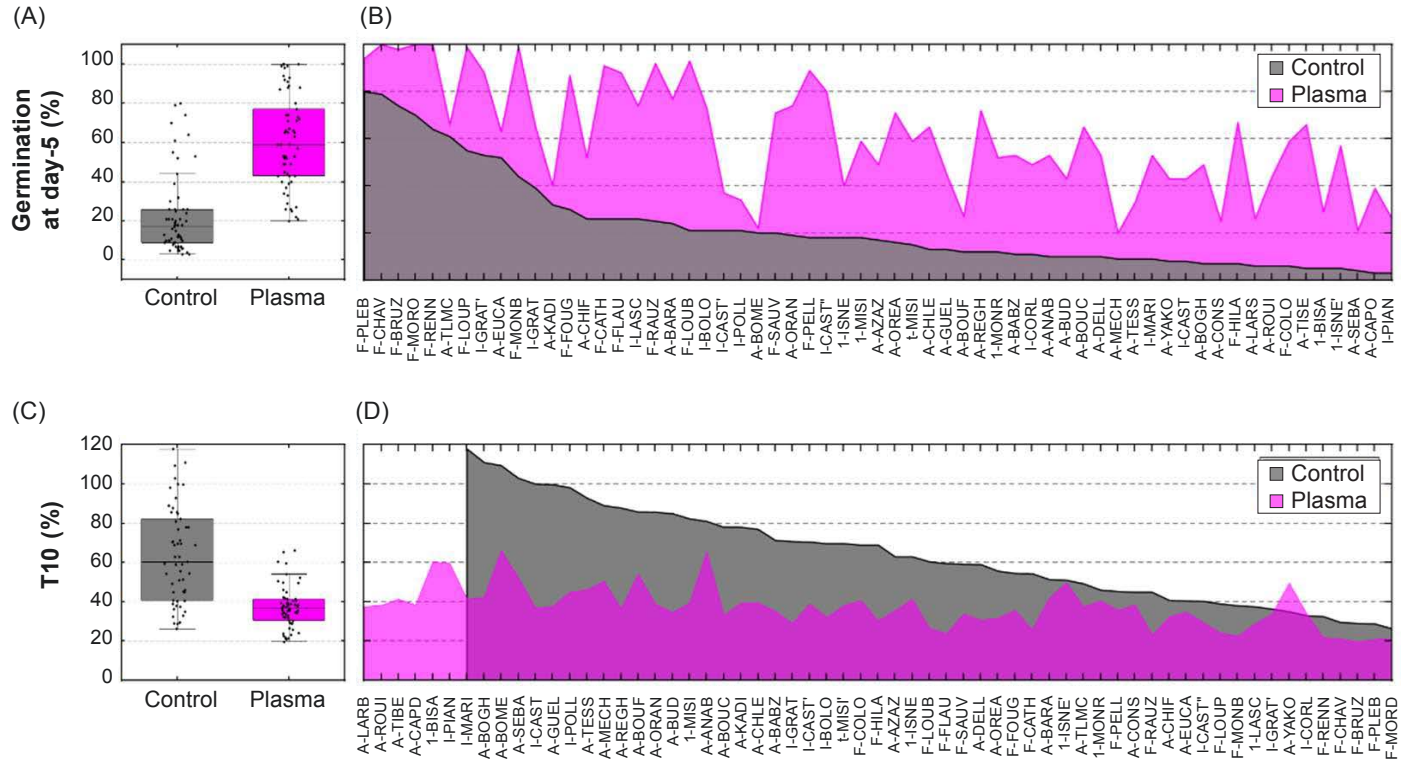 (A)
(B)
Germination
at day-5 (%)
100
80
60
40
20
0
Control
Plasma
Control
Plasma
F-PLEB
F-CHAV
F-BRUZ
F-MORO
F-RENN
A-TLMC
F-LOUP
I-GRAT'
A-EUCA
F-MONB
I-GRAT
A-KADI
F-FOUG
A-CHIF
F-CATH
F-FLAU
I-LASC
F-RAUZ
A-BARA
F-LOUB
I-BOLO
I-CAST'
I-POLL
A-BOME
F-SAUV
A-ORAN
F-PELL
I-CAST"
1-ISNE
1-MISI
A-AZAZ
A-OREA
t-MISI
A-CHLE
A-GUEL
A-BOUF
A-REGH
1-MONR
A-BABZ
I-CORL
A-ANAB
A-BUD
A-BOUC
A-DELL
A-MECH
A-TESS
I-MARI
A-YAKO
I-CAST
A-BOGH
A-CONS
F-HILA
A-LARS
A-ROUI
F-COLO
A-TISE
1-BISA
1-ISNE'
A-SEBA
A-CAPO
I-PIAN
(C)
(D)
T10 (%)
120
100
80
60
40
20
0
Control
Plasma
Control
Plasma
A-LARB
A-ROUI
A-TIBE
A-CAPD
1-BISA
I-PIAN
I-MARI
A-BOGH
A-BOME
A-SEBA
I-CAST
A-GUEL
I-POLL
A-TESS
A-MECH
A-REGH
A-BOUF
A-ORAN
A-BUD
1-MISI
A-ANAB
A-BOUC
A-KADI
A-CHLE
A-BABZ
I-GRAT
I-CAST'
I-BOLO
t-MISI'
F-COLO
F-HILA
A-AZAZ
1-ISNE
F-LOUB
F-FLAU
F-SAUV
A-DELL
A-OREA
F-FOUG
F-CATH
A-BARA
1-ISNE'
A-TLMC
1-MONR
F-PELL
A-CONS
F-RAUZ
A-CHIF
A-EUCA
I-CAST"
F-LOUP
F-MONB
1-LASC
I-GRAT'
A-YAKO
I-CORL
F-RENN
F-CHAV
F-BRUZ
F-PLEB
F-MORD